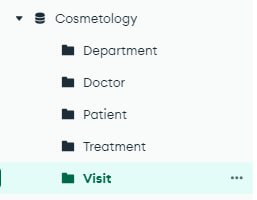 Cosmetology
Department
Doctor
Patient
Treatment
Visit